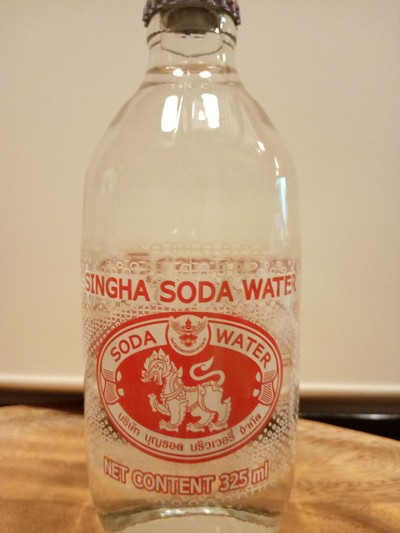 SINGHA® SODA WATER
SODA WATER
บริษัท บุญรอด บริวเวอรี่ จำกัด
NET CONTENT 325 ml